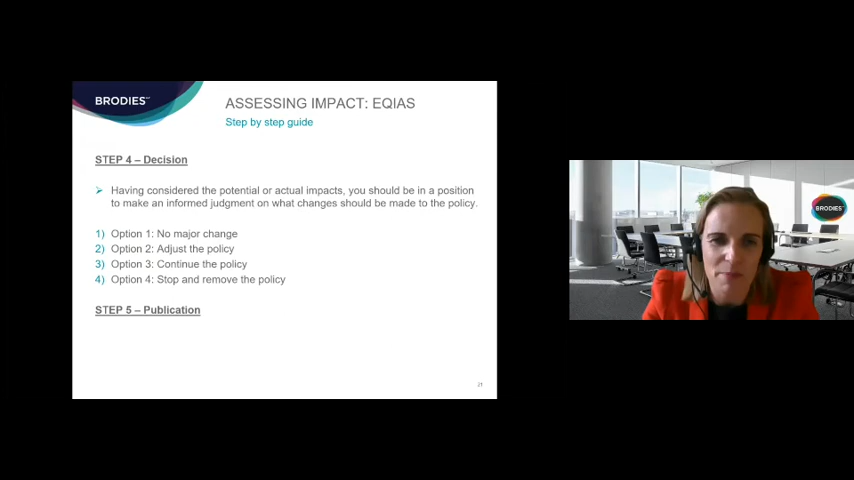 BRODIES LLP
ASSESSING IMPACT: EQIAS
Step by step guide
STEP 4 – Decision
Having considered the potential or actual impacts, you should be in a position
to make an informed judgment on what changes should be made to the policy.
1) Option 1: No major change
2) Option 2: Adjust the policy
3) Option 3: Continue the policy
4) Option 4: Stop and remove the policy
STEP 5 – Publication
BRODIES